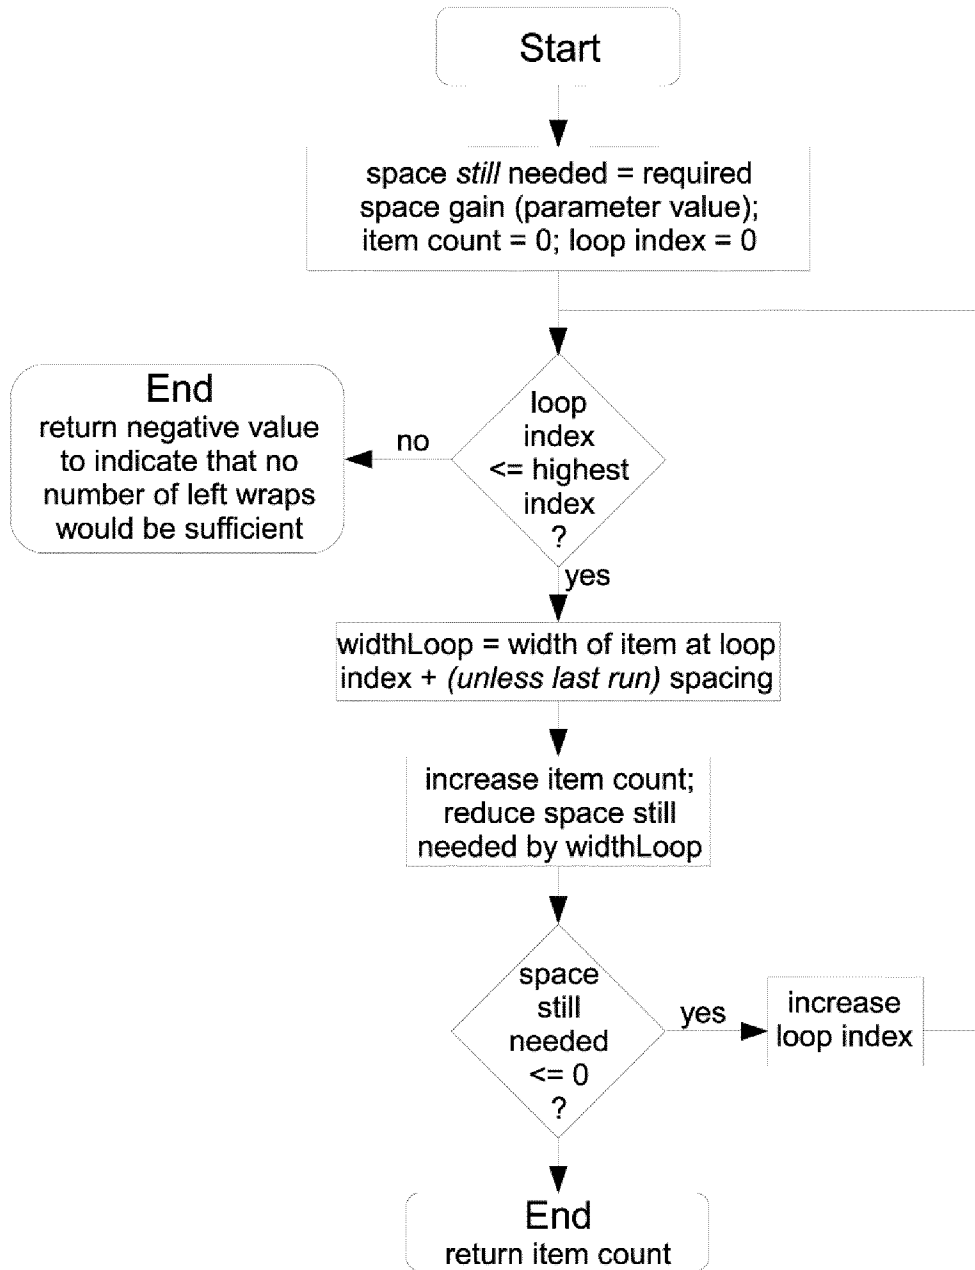 Start
space still needed = required
space gain (parameter value);
item count = 0; loop index = 0
loop
index
<= highest
index
?
no
End
return negative value
to indicate that no
number of left wraps
would be sufficient
yes
widthLoop = width of item at loop
index + (unless last run) spacing
increase item count;
reduce space still
needed by widthLoop
space
still
needed
<= 0
?
yes
increase
loop index
End
return item count